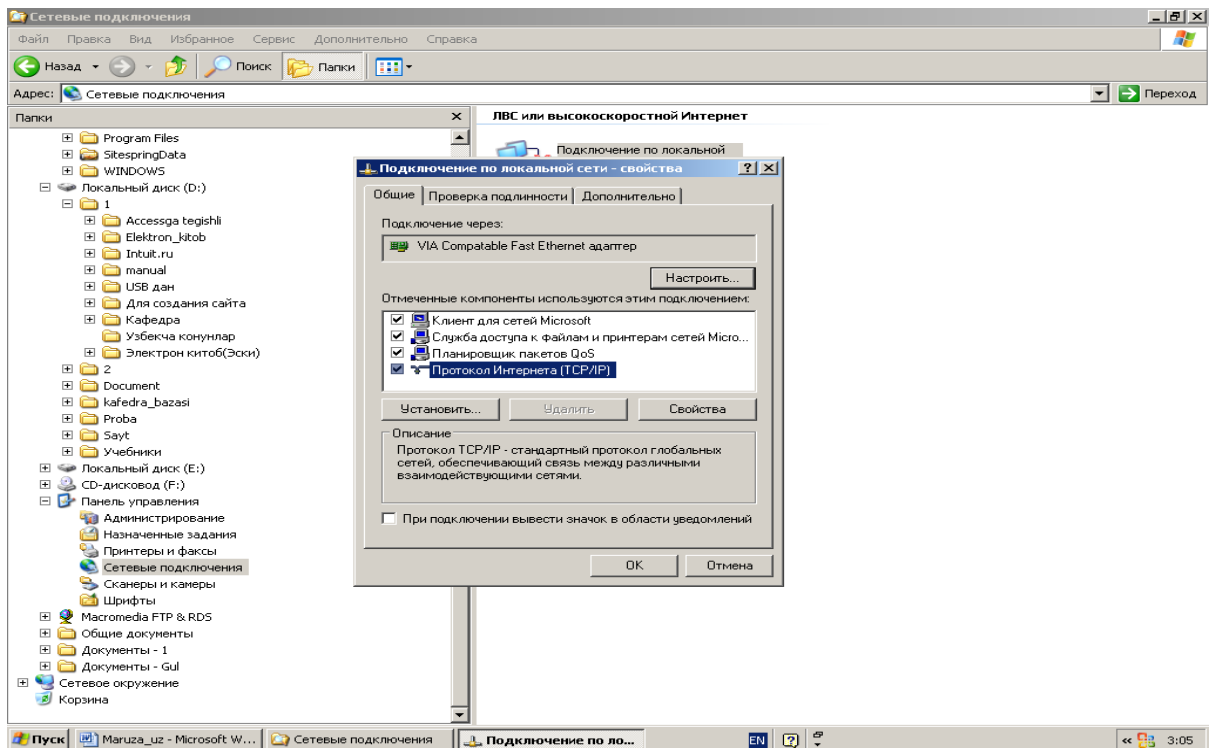 Сетевые подключения
Файл Правка Вид Избранное Сервис Дополнительно Справка
Назад Поиск Папки
Адрес: Сетевые подключения Переход
Папки
Program Files
SitespringData
WINDOWS
Локальный диск (D:)
1
Accessga tegishli
Elektron_kitob
Intuit.ru
manual
USB дан
Для создания сайта
Кафедра
Узбекча конунлар
Электрон китоб(Эски)
2
Document
kafedra_bazasi
Proba
Sayt
Учебники
Локальный диск (E:)
CD-дисковод (F:)
Панель управления
Администрирование
Назначенные задания
Принтеры и факсы
Сетевые подключения
Сканеры и камеры
Шрифты
Macromedia FTP & RDS
Общие документы
Документы - 1
Документы - Gul
Сетевое окружение
Корзина
ЛВС или высокоскоростной Интернет
Подключение по локальной
Подключение по локальной сети - свойства
Общие Проверка подлинности Дополнительно
Подключение через:
VIA Compatable Fast Ethernet адаптер
Настроить...
Отмеченные компоненты используются этим подключением:
Клиент для сетей Microsoft
Служба доступа к файлам и принтерам сетей Micro...
Планировщик пакетов QoS
Протокол Интернета (TCP/IP)
Установить... Удалить Свойства
Описание
Протокол TCP/IP - стандартный протокол глобальных
сетей, обеспечивающий связь между различными
взаимодействующими сетями.
При подключении вывести значок в области уведомлений
OK Отмена
Пуск Maruza_uz - Microsoft W... Сетевые подключения Подключение по ло... EN « 3:05